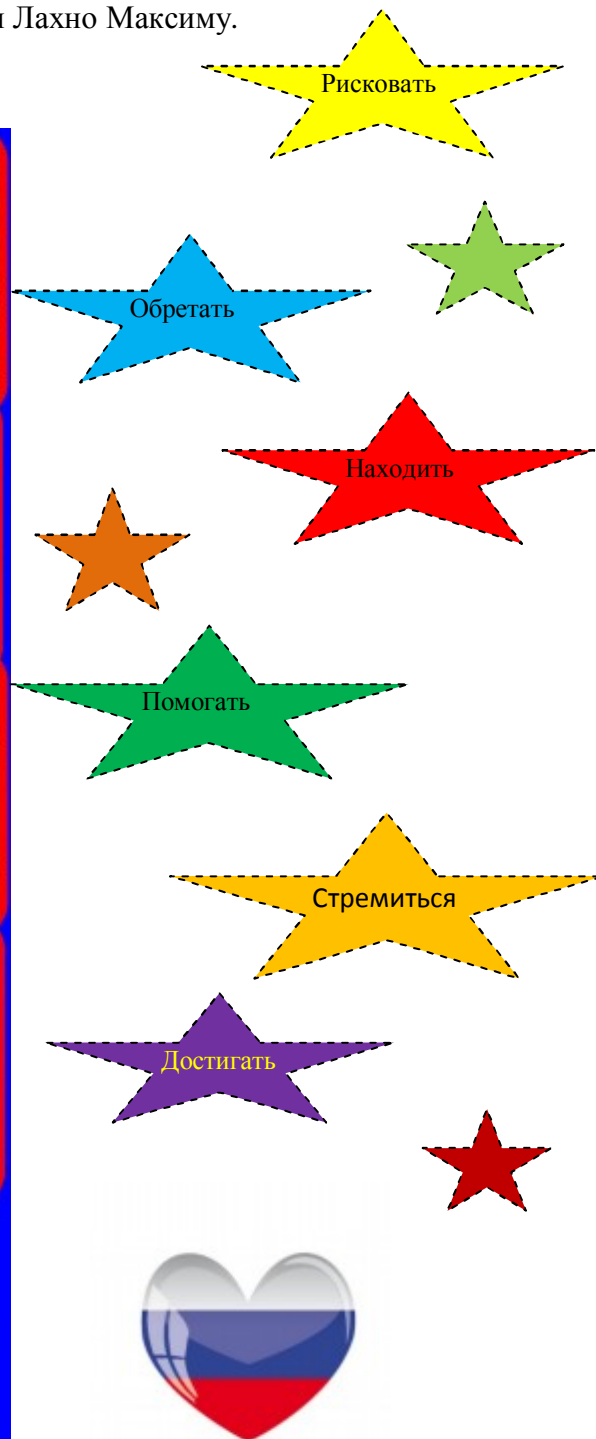 Лахно Максиму.
Рисковать
Обретать
Находить
Помогать
Стремиться
Достигать